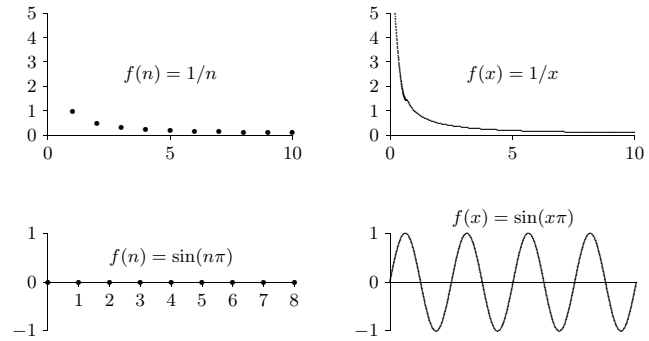 5
4
3
2
1
0
0 5 10
f(n) = 1/n
5
4
3
2
1
0
0 5 10
f(x) = 1/x
1
0
−1
1 2 3 4 5 6 7 8
f(n) = sin(nπ)
f(x) = sin(xπ)
1
0
−1